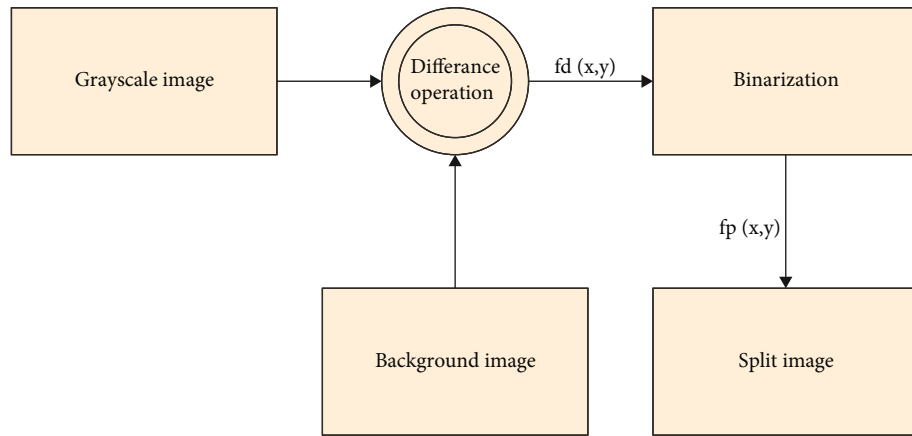 Grayscale image
Differance
operation
fd (x,y)
Binarization
fp (x,y)
Background image
Split image